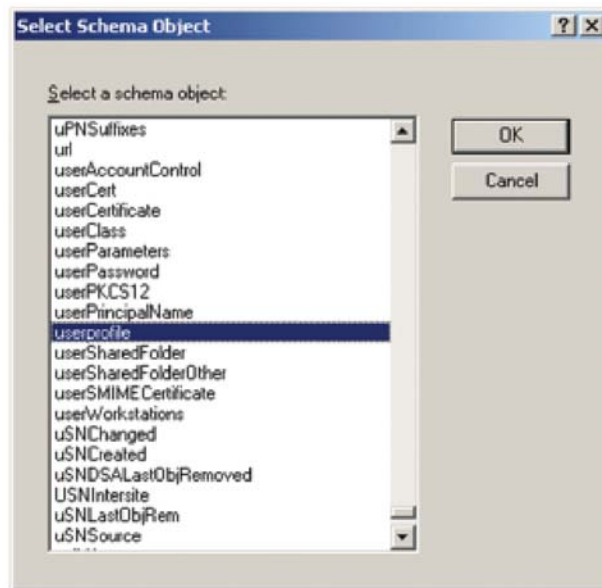 Select Schema Object
Select a schema object:
uPNSuffixes
url
userAccountControl
userCert
userCertificate
userClass
userParameters
userPassword
userPKCS12
userPrincipalName
userprofile
userSharedFolder
userSharedFolderOther
userSMIMECertificate
userWorkstations
uSNChanged
uSNCreated
uSNDSALastObjRemoved
USNIntersite
uSNLastObjRem
uSNSource
OK
Cancel